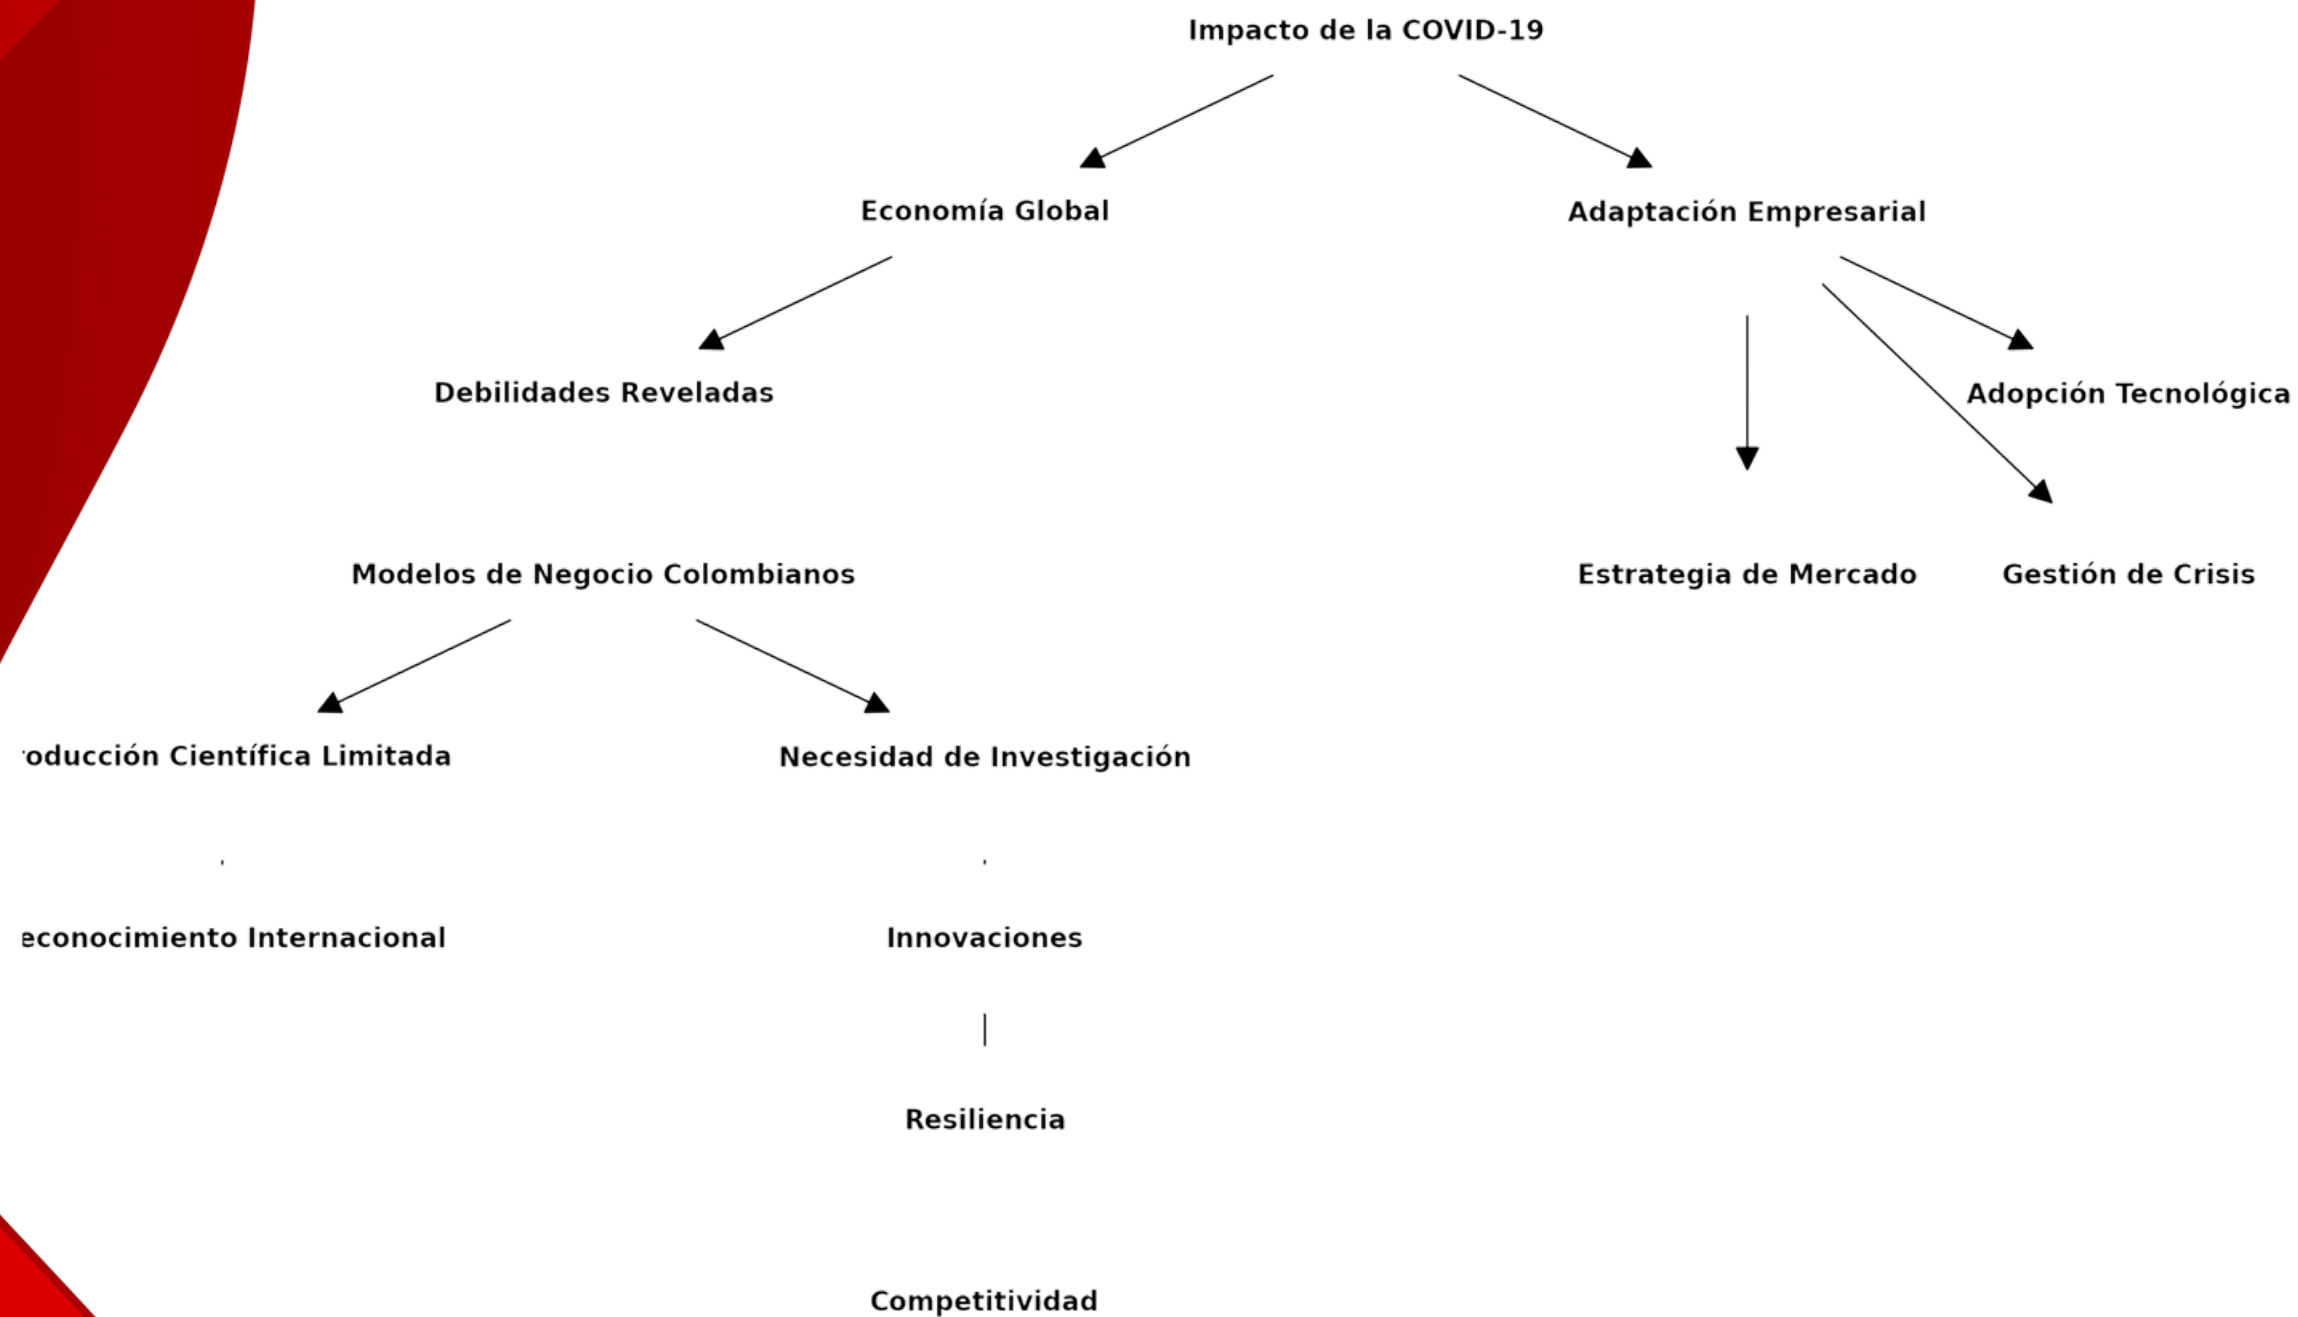 Impacto de la COVID-19
Economía Global
Adaptación Empresarial
Debilidades Reveladas
Adopción Tecnológica
Modelos de Negocio Colombianos
Estrategia de Mercado
Gestión de Crisis
roducción Científica Limitada
Necesidad de Investigación
econocimiento Internacional
Innovaciones
Resiliencia
Competitividad